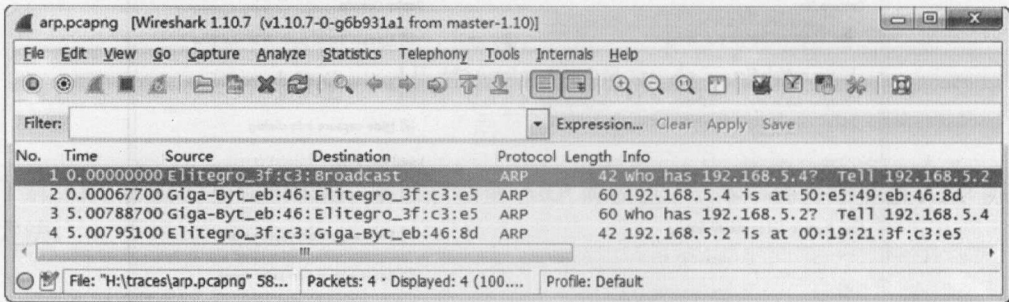 arp.pcapng [Wireshark 1.10.7 (v1.10.7-0-g6b931a1 from master-1.10)]
File Edit View Go Capture Analyze Statistics Telephony Tools Internals Help
Filter: Expression... Clear Apply Save
No. Time Source Destination Protocol Length Info
1 0.00000000 Elitegro_3f:c3: Broadcast ARP 42 who has 192.168.5.4? Tell 192.168.5.2
2 0.00067700 Giga-Byt_eb:46: Elitegro_3f:c3:e5 ARP 60 192.168.5.4 is at 50:e5:49:eb:46:8d
3 5.00788700 Giga-Byt_eb:46: Elitegro_3f:c3:e5 ARP 60 who has 192.168.5.2? Tell 192.168.5.4
4 5.00795100 Elitegro_3f:c3: Giga-Byt_eb:46:8d ARP 42 192.168.5.2 is at 00:19:21:3f:c3:e5
File: "H:\traces\arp.pcapng" 58... Packets: 4 · Displayed: 4 (100.... Profile: Default